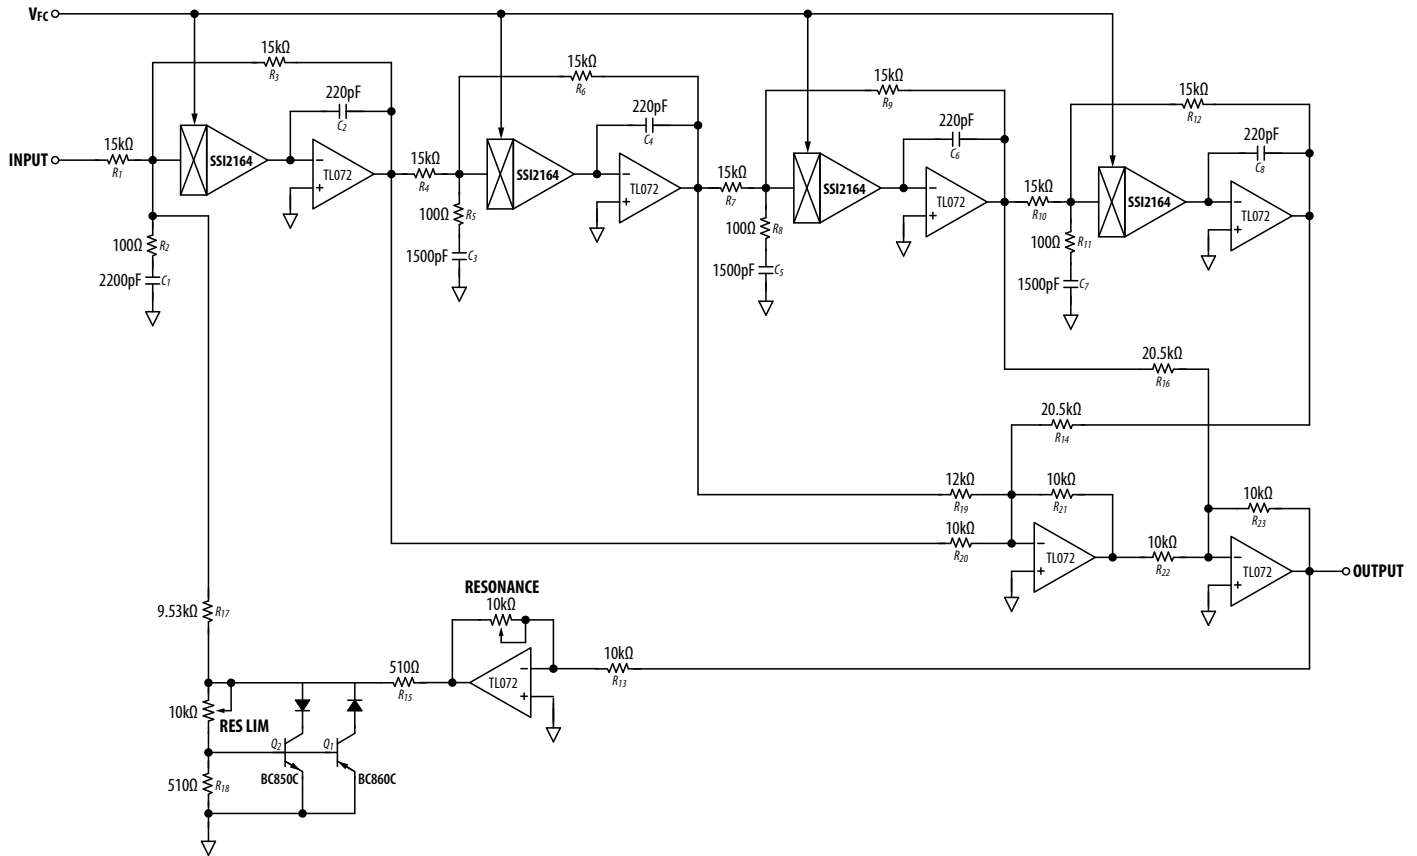 VFC
15kΩ
R3
15kΩ
R6
15kΩ
R9
15kΩ
R12
220pF
C2
220pF
C4
220pF
C6
220pF
C8
INPUT
15kΩ
R1
SSI2164
−
+
TL072
15kΩ
R4
SSI2164
−
+
TL072
15kΩ
R7
SSI2164
−
+
TL072
15kΩ
R10
SSI2164
−
+
TL072
100Ω
R2
2200pF
C1
100Ω
R5
1500pF
C3
100Ω
R8
1500pF
C5
100Ω
R11
1500pF
C7
20.5kΩ
R16
20.5kΩ
R14
12kΩ
R19
10kΩ
R21
10kΩ
R23
10kΩ
R20
−
+
TL072
10kΩ
R22
−
+
TL072
OUTPUT
RESONANCE
10kΩ
9.53kΩ
R17
510Ω
R15
TL072
−
+
10kΩ
R13
10kΩ
RES LIM
Q2
Q1
BC850C
BC860C
510Ω
R18